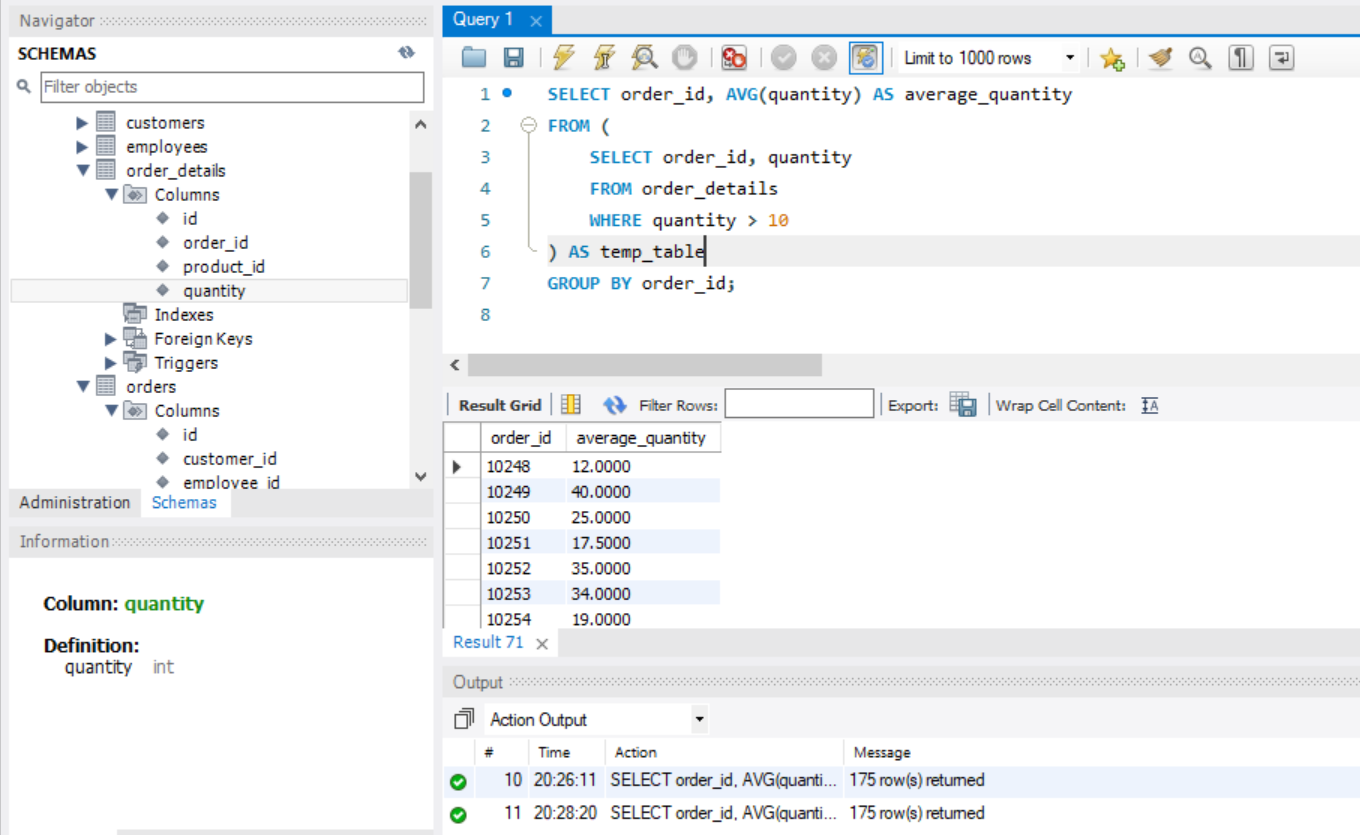 Navigator
SCHEMAS
Filter objects
customers
employees
order_details
Columns
id
order_id
product_id
quantity
Indexes
Foreign Keys
Triggers
orders
Columns
id
customer_id
employee_id
Administration Schemas
Information
Column: quantity
Definition:
quantity int
Query 1
Limit to 1000 rows
1 SELECT order_id, AVG(quantity) AS average_quantity
2 FROM (
3 SELECT order_id, quantity
4 FROM order_details
5 WHERE quantity > 10
6 ) AS temp_table
7 GROUP BY order_id;
8
Result Grid Filter Rows: Export: Wrap Cell Content: IA
order_id average_quantity
10248 12.0000
10249 40.0000
10250 25.0000
10251 17.5000
10252 35.0000
10253 34.0000
10254 19.0000
Result 71
Output
Action Output
# Time Action Message
10 20:26:11 SELECT order_id, AVG(quanti... 175 row(s) returned
11 20:28:20 SELECT order_id, AVG(quanti... 175 row(s) returned